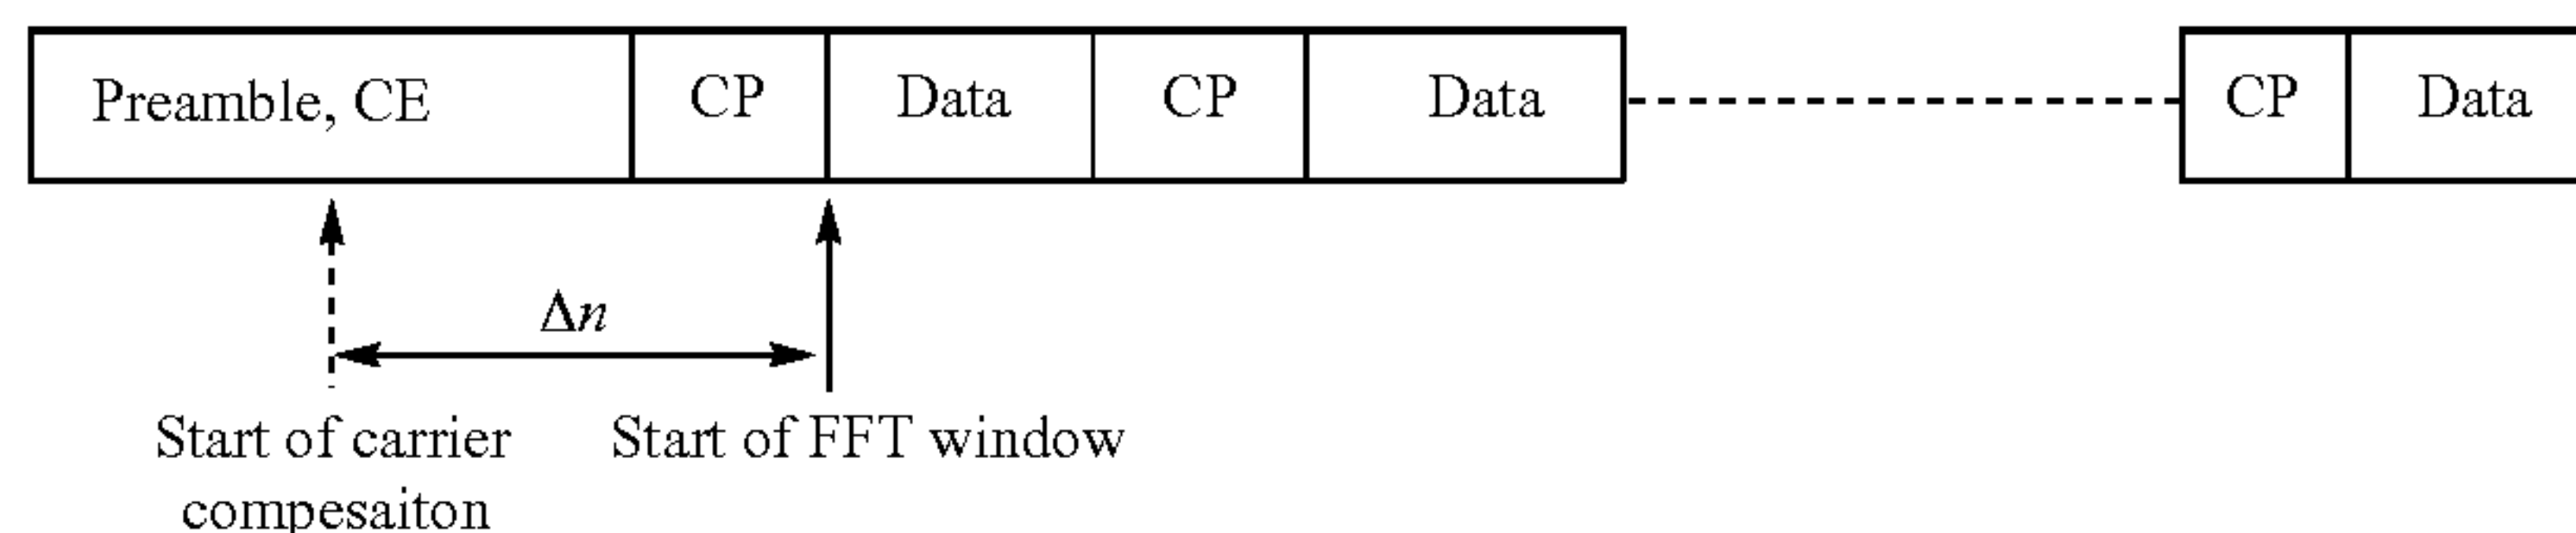 Preamble, CE CP Data CP Data CP Data
Δn
Start of carrier Start of FFT window
compesaiton